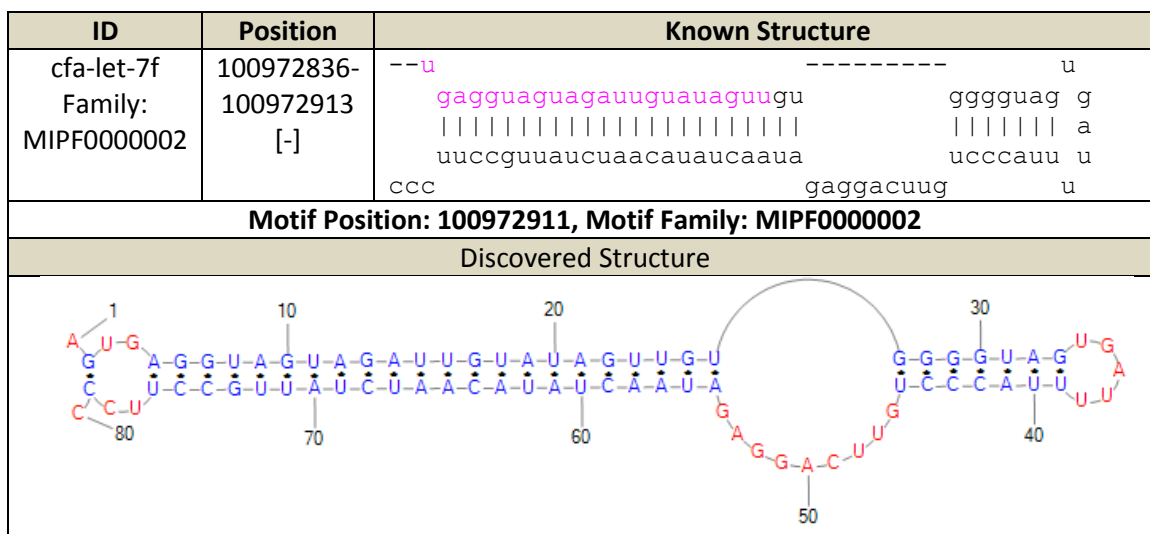 ID Position Known Structure
cfa-let-7f Family: MIPF0000002
100972836-100972913 [-]
--u --------- u
gagguaguagauuguauaguugu gggguag g
||||||||||||||||||||||  ||||||| a
uuccguuaucuaacauaucaaua ucccauu u
ccc gaggacuug u
Motif Position: 100972911, Motif Family: MIPF0000002
Discovered Structure
1 10 20 30
A G U G A-G-G-U-A-G-U-A-G-A-U-U-G-U-A-U-A-G-U-U-G-U G-G-G-G-U-A-G U G A U U
C C C U U-C-C-G-U-U-A-U-C-U-A-A-C-A-U-A-U-C-A-A-U-A G A G G A C U U G U-C-C-C-A-U-U
80 70 60 50 40